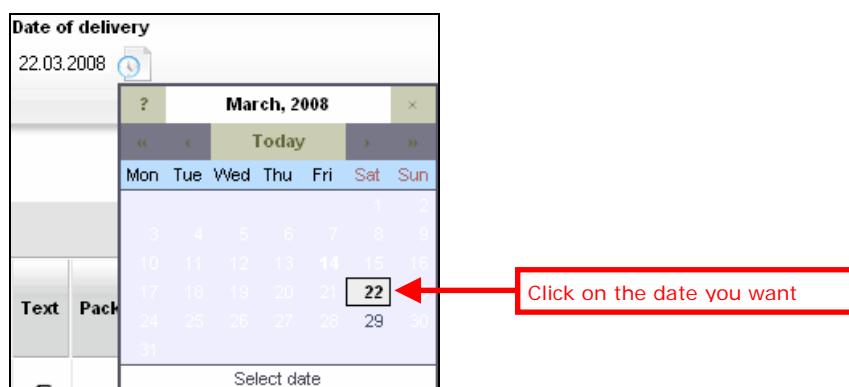 Date of delivery
22.03.2008
? March, 2008 ×
« ‹ Today › »
Mon Tue Wed Thu Fri Sat Sun
1 2
3 4 5 6 7 8 9
10 11 12 13 14 15 16
17 18 19 20 21 22
24 25 26 27 28 29 30
31
Text Pack
Select date
Click on the date you want